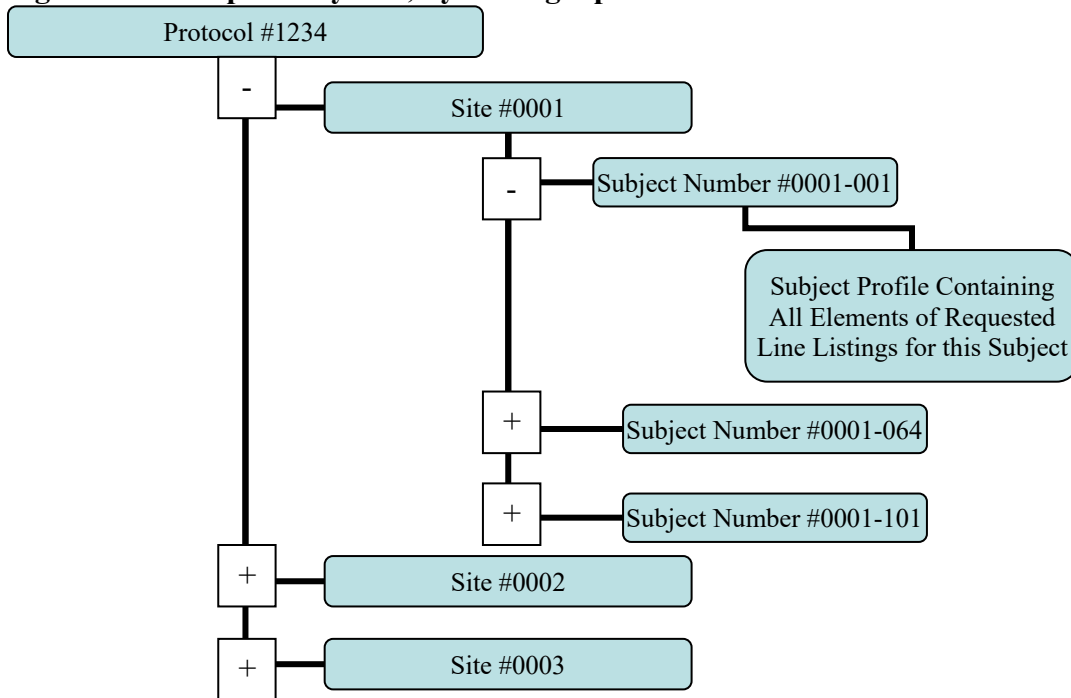 Protocol #1234
-
Site #0001
-
Subject Number #0001-001
Subject Profile Containing
All Elements of Requested
Line Listings for this Subject
+
Subject Number #0001-064
+
Subject Number #0001-101
+
Site #0002
+
Site #0003